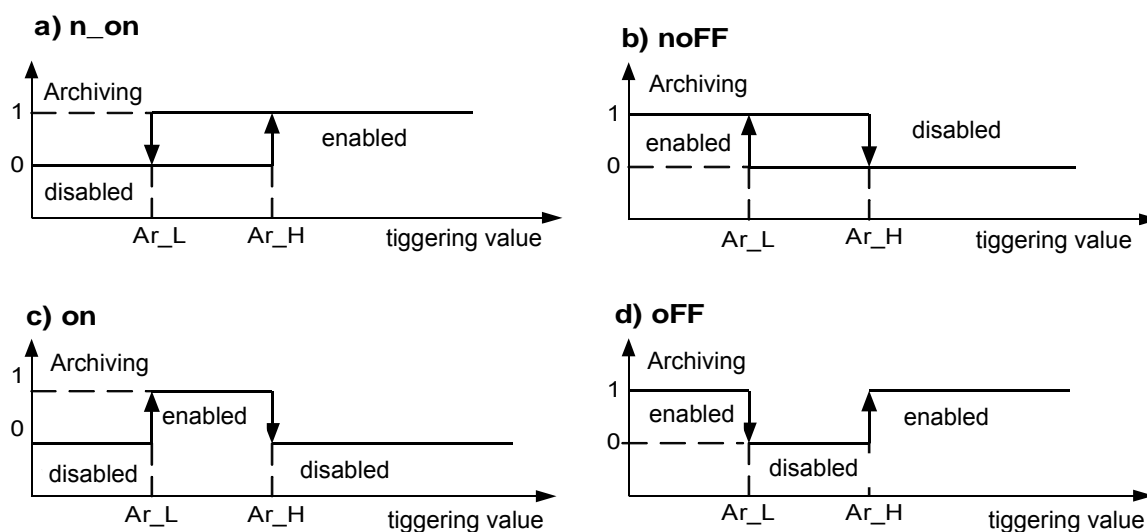 a) n_on
Archiving
1
enabled
0
disabled
Ar_L
Ar_H
tiggering value
b) noFF
Archiving
1
enabled
disabled
0
Ar_L
Ar_H
tiggering value
c) on
Archiving
1
enabled
0
disabled
disabled
Ar_L
Ar_H
tiggering value
d) oFF
Archiving
1
enabled
enabled
0
disabled
Ar_L
Ar_H
tiggering value